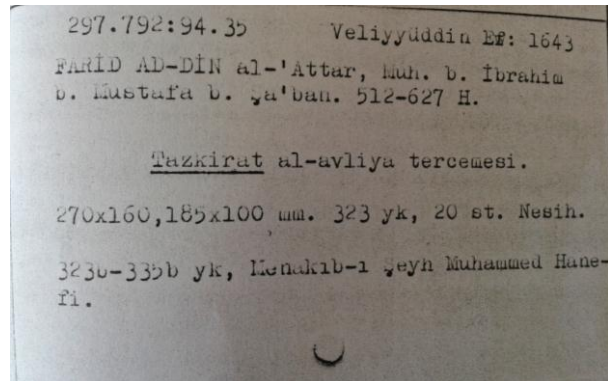 297.792:94.35 Veliyyüddin Ef: 1643
FARİD AD-DİN al-'Attar, Muh. b. İbrahim
b. Mustafa b. Şa'ban. 512-627 H.
Tazkirat al-avliya tercemesi.
270x160,185x100 mm. 323 yk, 20 st. Nesih.
323b-335b yk, Menakıb-ı Şeyh Muhammed Hane-
fi.